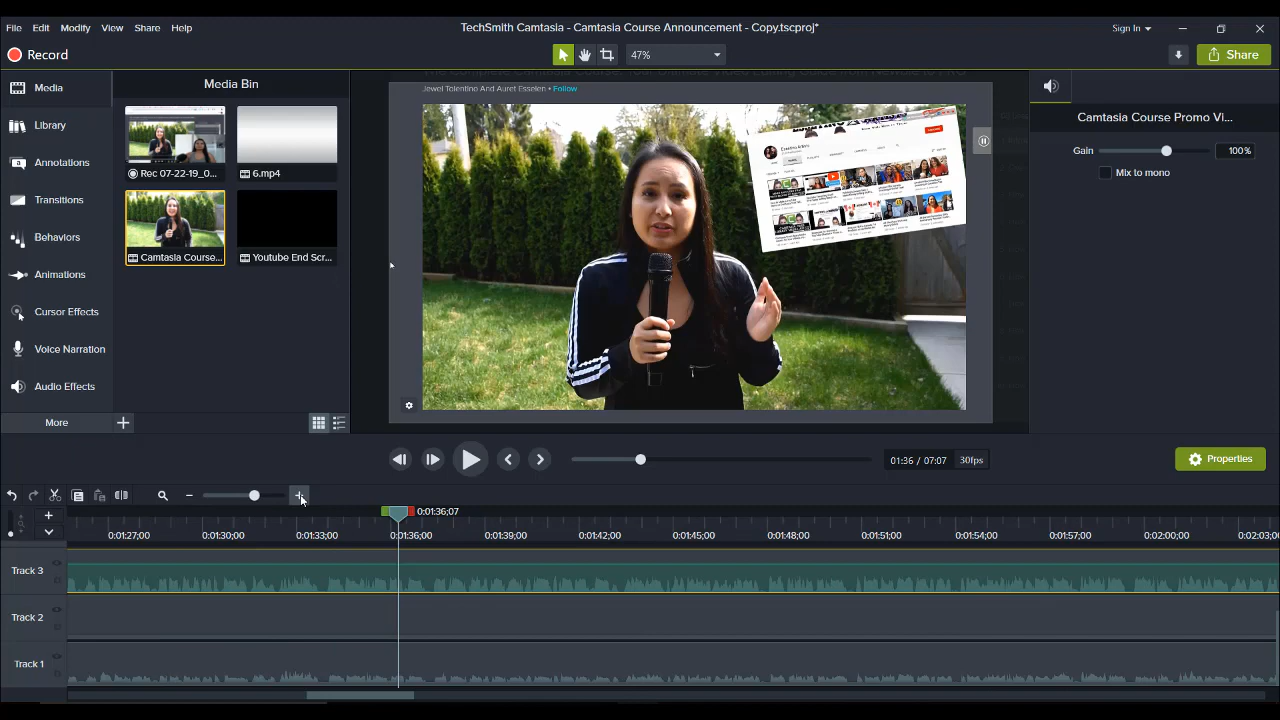 File Edit Modify View Share Help
TechSmith Camtasia - Camtasia Course Announcement - Copy.tscproj*
Sign In
Record
47%
Share
Media
Library
Annotations
Transitions
Behaviors
Animations
Cursor Effects
Voice Narration
Audio Effects
More
Media Bin
Rec 07-22-19_0...
6.mp4
Camtasia Course...
Youtube End Scr...
Jewel Tolentino And Auret Esselen • Follow
Camtasia Course Promo Vi...
Gain 100%
Mix to mono
01:36 / 07:07 30fps
Properties
0:01:36;07
0:01:27;00 0:01:30;00 0:01:33;00 0:01:36;00 0:01:39;00 0:01:42;00 0:01:45;00 0:01:48;00 0:01:51;00 0:01:54;00 0:01:57;00 0:02:00;00 0:02:03;00
Track 3
Track 2
Track 1